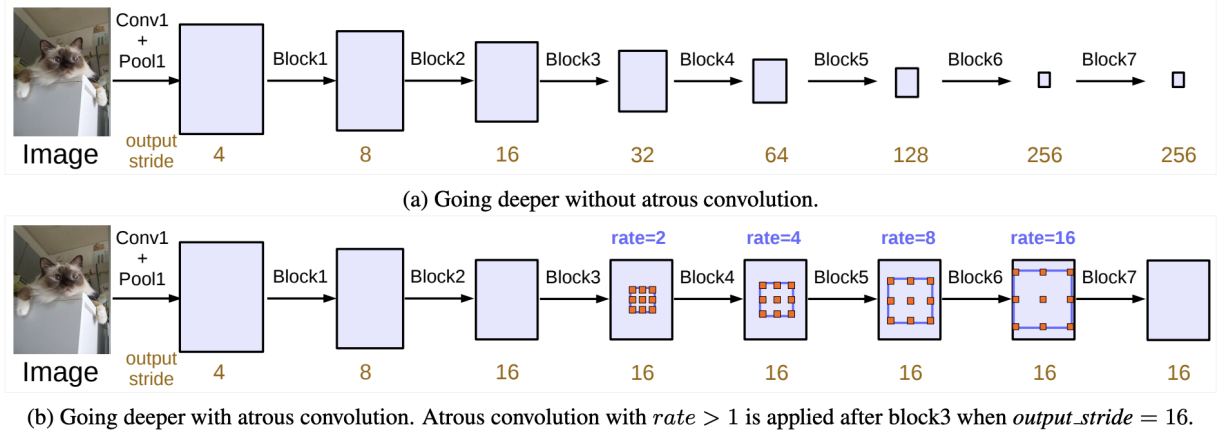 Conv1
+
Pool1
Block1
Block2
Block3
Block4
Block5
Block6
Block7
Image
output
stride
4
8
16
32
64
128
256
256
(a) Going deeper without atrous convolution.
rate=2
rate=4
rate=8
rate=16
Conv1
+
Pool1
Block1
Block2
Block3
Block4
Block5
Block6
Block7
Image
output
stride
4
8
16
16
16
16
16
16
(b) Going deeper with atrous convolution. Atrous convolution with rate > 1 is applied after block3 when output_stride = 16.